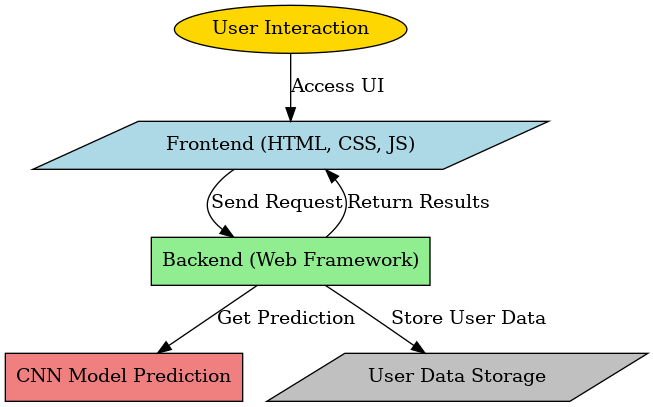 User Interaction
Access UI
Frontend (HTML, CSS, JS)
Send Request
Return Results
Backend (Web Framework)
Get Prediction
Store User Data
CNN Model Prediction
User Data Storage